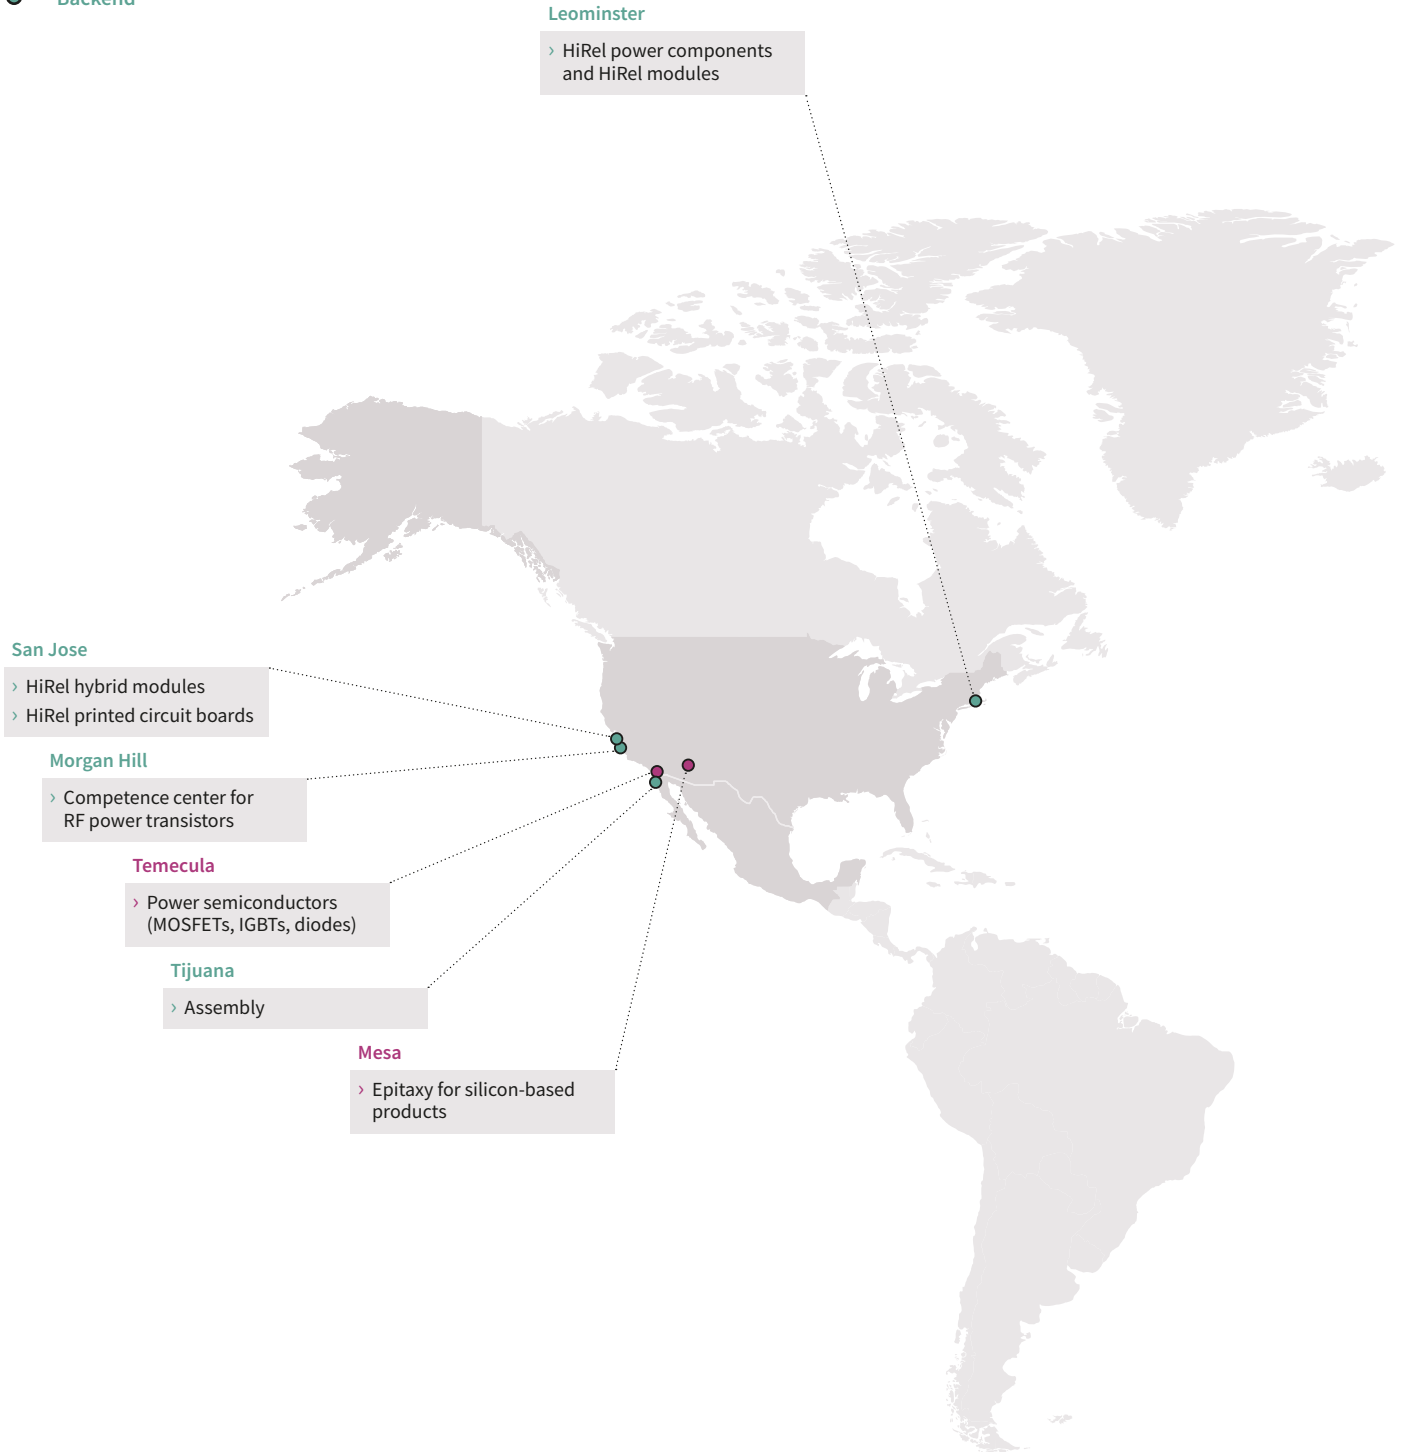 Backend
Leominster
› HiRel power components
and HiRel modules
San Jose
› HiRel hybrid modules
› HiRel printed circuit boards
Morgan Hill
› Competence center for
RF power transistors
Temecula
› Power semiconductors
(MOSFETs, IGBTs, diodes)
Tijuana
› Assembly
Mesa
› Epitaxy for silicon-based
products